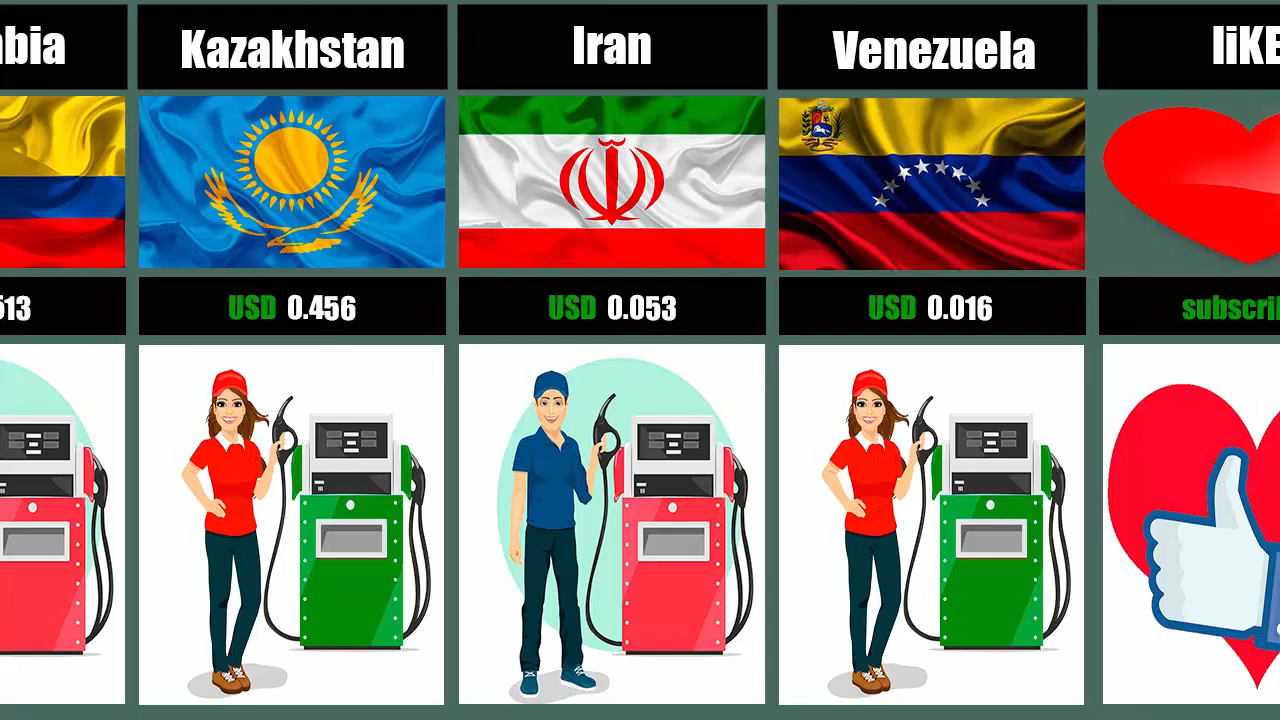 Kazakhstan
Iran
Venezuela
USD 0.456
USD 0.053
USD 0.016